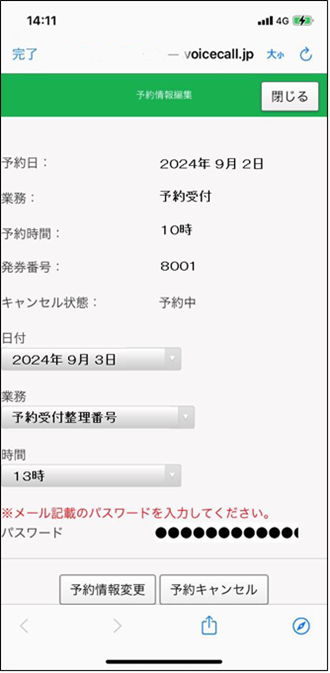 14:11 4G
完了 — voicecall.jp 大小
予約情報編集 閉じる
予約日： 2024年 9月 2日
業務： 予約受付
予約時間： 10時
発券番号： 8001
キャンセル状態： 予約中
日付
2024年 9月 3日
業務
予約受付整理番号
時間
13時
※メール記載のパスワードを入力してください。
パスワード ●●●●●●●●●●●●
予約情報変更 予約キャンセル